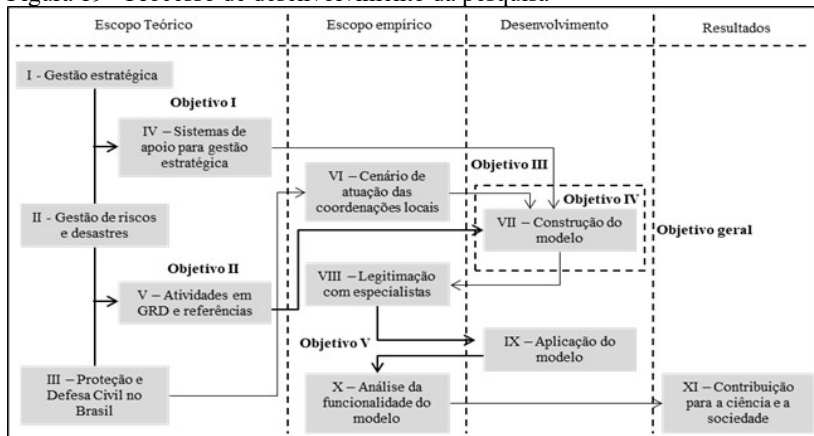 Figura 19 - Processo de desenvolvimento da pesquisa
Escopo Teórico
Escopo empírico
Desenvolvimento
Resultados
I - Gestão estratégica
Objetivo I
IV – Sistemas de
apoio para gestão
estratégica
Objetivo III
VI – Cenário de
atuação das
coordenações locais
Objetivo IV
II - Gestão de riscos
e desastres
VII – Construção do
modelo
Objetivo geral
Objetivo II
V – Atividades em
GRD e referências
VIII – Legitimação
com especialistas
Objetivo V
IX – Aplicação do
modelo
III – Proteção e
Defesa Civil no
Brasil
X – Análise da
funcionalidade do
modelo
XI – Contribuição
para a ciência e a
sociedade